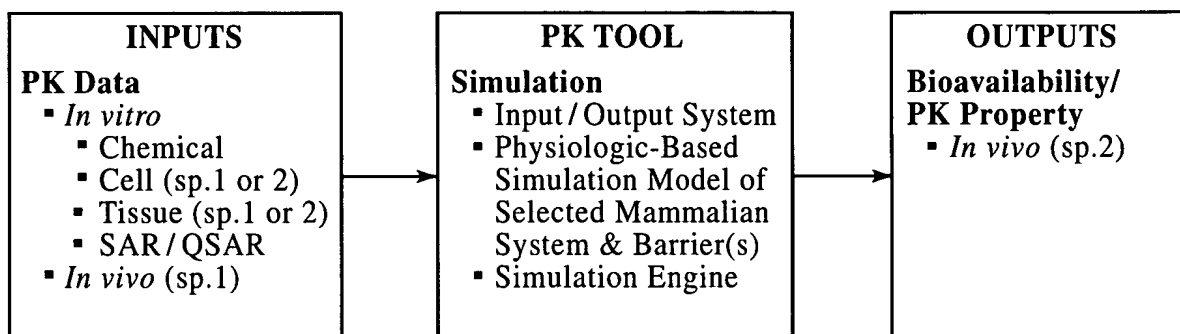 INPUTS
PK Data
▪ In vitro
▪ Chemical
▪ Cell (sp.1 or 2)
▪ Tissue (sp.1 or 2)
▪ SAR/QSAR
▪ In vivo (sp.1)
PK TOOL
Simulation
▪ Input/Output System
▪ Physiologic-Based
Simulation Model of
Selected Mammalian
System & Barrier(s)
▪ Simulation Engine
OUTPUTS
Bioavailability/
PK Property
▪ In vivo (sp.2)